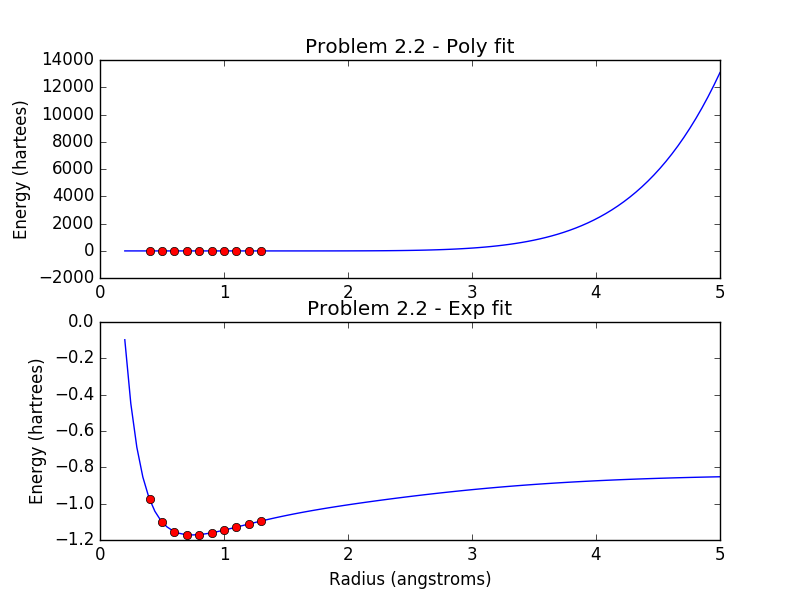 Problem 2.2 - Poly fit
14000
12000
10000
8000
6000
4000
2000
0
−2000
Energy (hartees)
0 1 2 3 4 5
Problem 2.2 - Exp fit
0.0
−0.2
−0.4
−0.6
−0.8
−1.0
−1.2
Energy (hartrees)
0 1 2 3 4 5
Radius (angstroms)